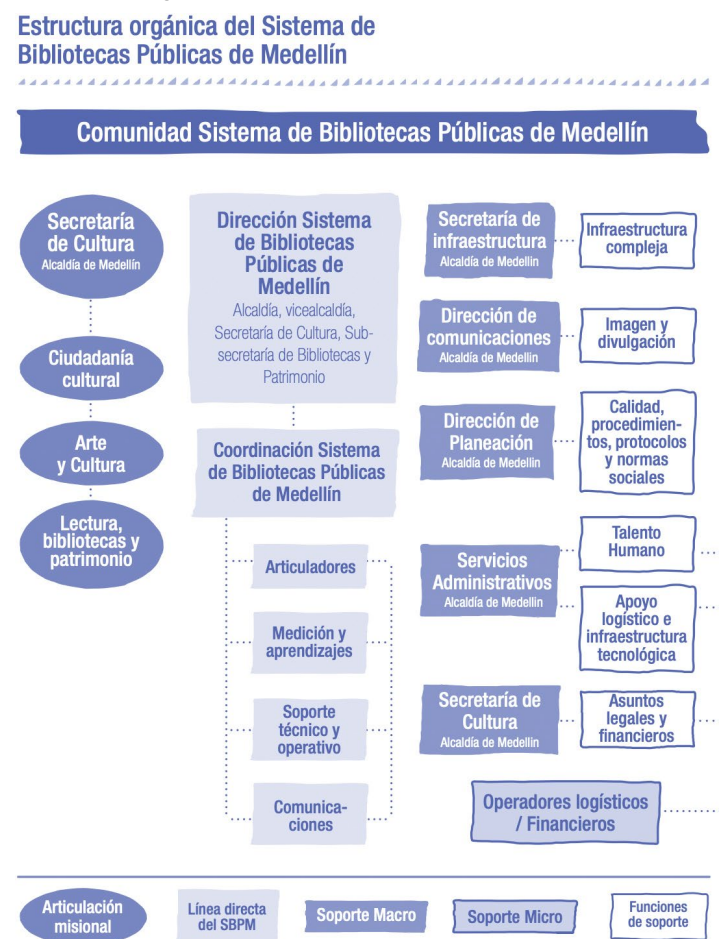 Estructura orgánica del Sistema de
Bibliotecas Públicas de Medellín
Comunidad Sistema de Bibliotecas Públicas de Medellín
Secretaría
de Cultura
Alcaldía de Medellín
Ciudadanía
cultural
Arte
y Cultura
Lectura,
bibliotecas y
patrimonio
Dirección Sistema
de Bibliotecas
Públicas de
Medellín
Alcaldía, vicealcaldía,
Secretaría de Cultura, Sub-
secretaría de Bibliotecas y
Patrimonio
Coordinación Sistema
de Bibliotecas Públicas
de Medellín
Articuladores
Medición y
aprendizajes
Soporte
técnico y
operativo
Comunica-
ciones
Secretaría de
infraestructura
Alcaldía de Medellin
Infraestructura
compleja
Dirección de
comunicaciones
Alcaldía de Medellin
Imagen y
divulgación
Dirección de
Planeación
Alcaldía de Medellin
Calidad,
procedimien-
tos, protocolos
y normas
sociales
Servicios
Administrativos
Alcaldía de Medellin
Talento
Humano
Apoyo
logístico e
infraestructura
tecnológica
Secretaría de
Cultura
Alcaldía de Medellin
Asuntos
legales y
financieros
Operadores logísticos
/ Financieros
Articulación
misional
Línea directa
del SBPM
Soporte Macro
Soporte Micro
Funciones
de soporte